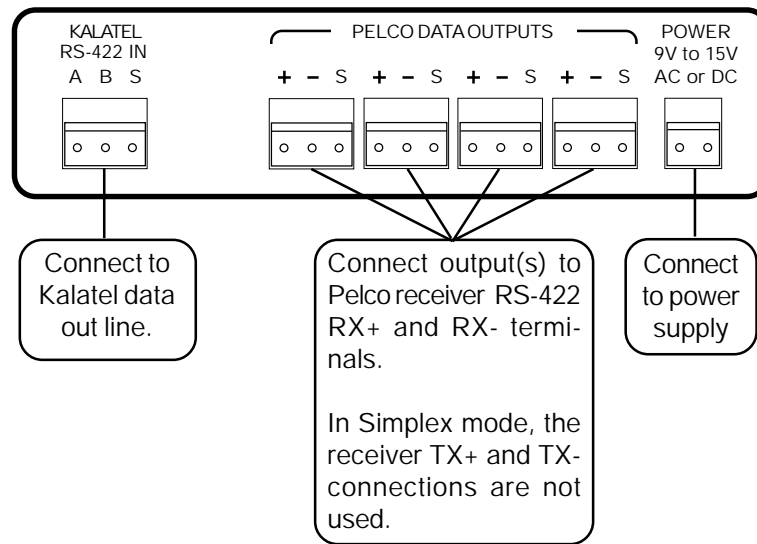 KALATEL
RS-422 IN
A B S
PELCO DATA OUTPUTS
+ − S + − S + − S + − S
POWER
9V to 15V
AC or DC
Connect to
Kalatel data
out line.
Connect output(s) to
Pelco receiver RS-422
RX+ and RX- termi-
nals.
In Simplex mode, the
receiver TX+ and TX-
connections are not
used.
Connect
to power
supply